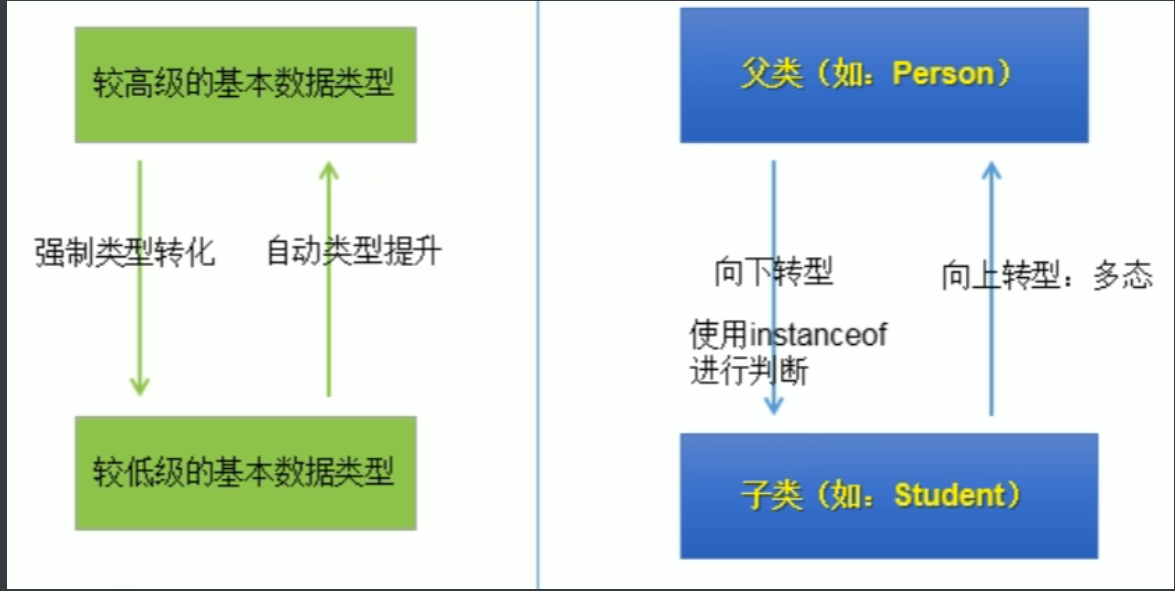 较高级的基本数据类型
强制类型转化
自动类型提升
较低级的基本数据类型
父类（如：Person）
向下转型
使用instanceof
进行判断
向上转型：多态
子类（如：Student）